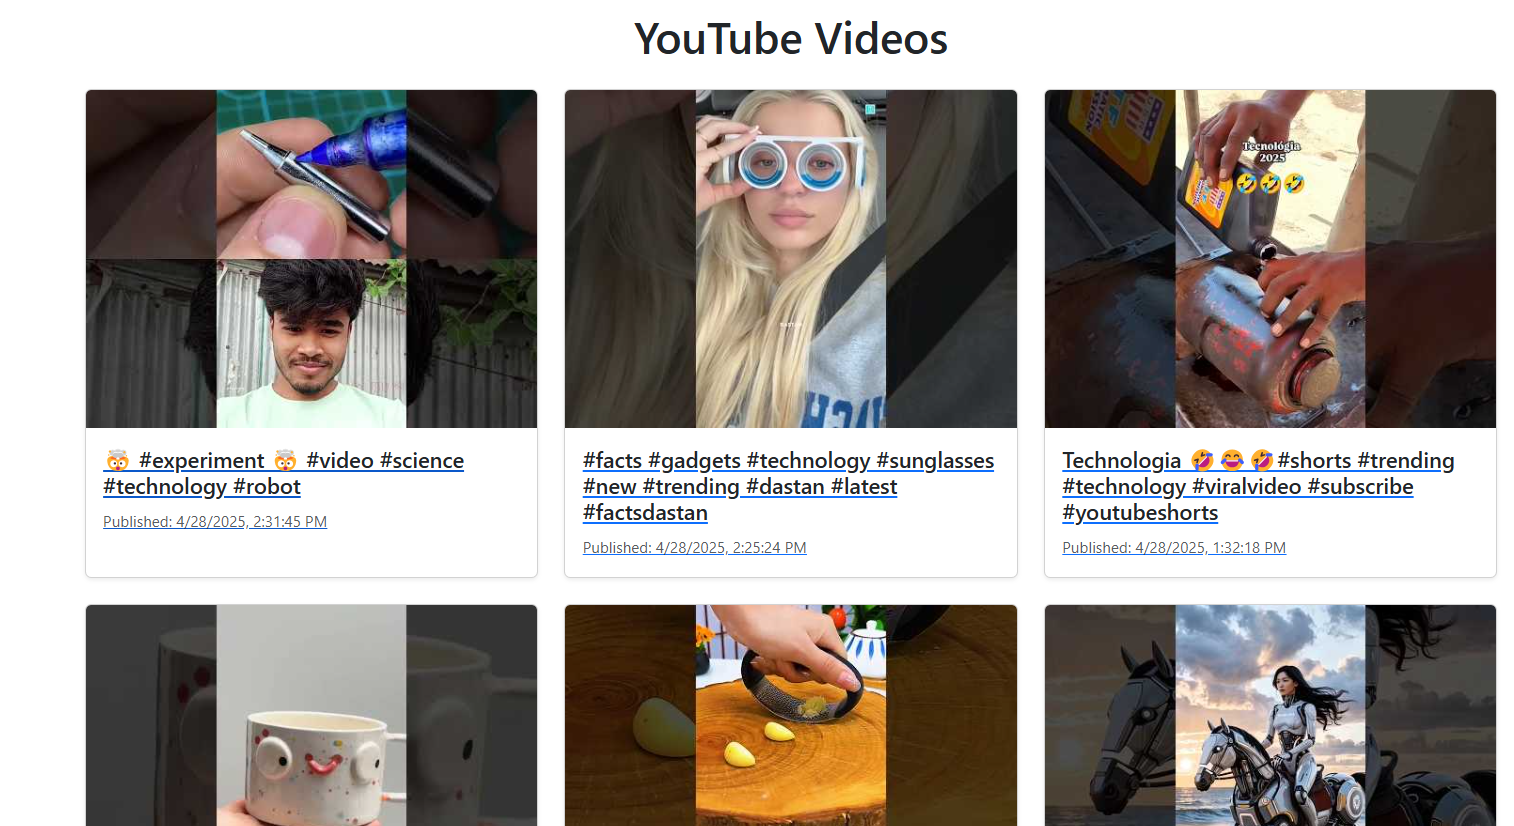 YouTube Videos
Tecnológia
2025
🤣🤣🤣
🤯 #experiment 🤯 #video #science
#technology #robot
Published: 4/28/2025, 2:31:45 PM
#facts #gadgets #technology #sunglasses
#new #trending #dastan #latest
#factsdastan
Published: 4/28/2025, 2:25:24 PM
Technologia 🤣😂🤣#shorts #trending
#technology #viralvideo #subscribe
#youtubeshorts
Published: 4/28/2025, 1:32:18 PM